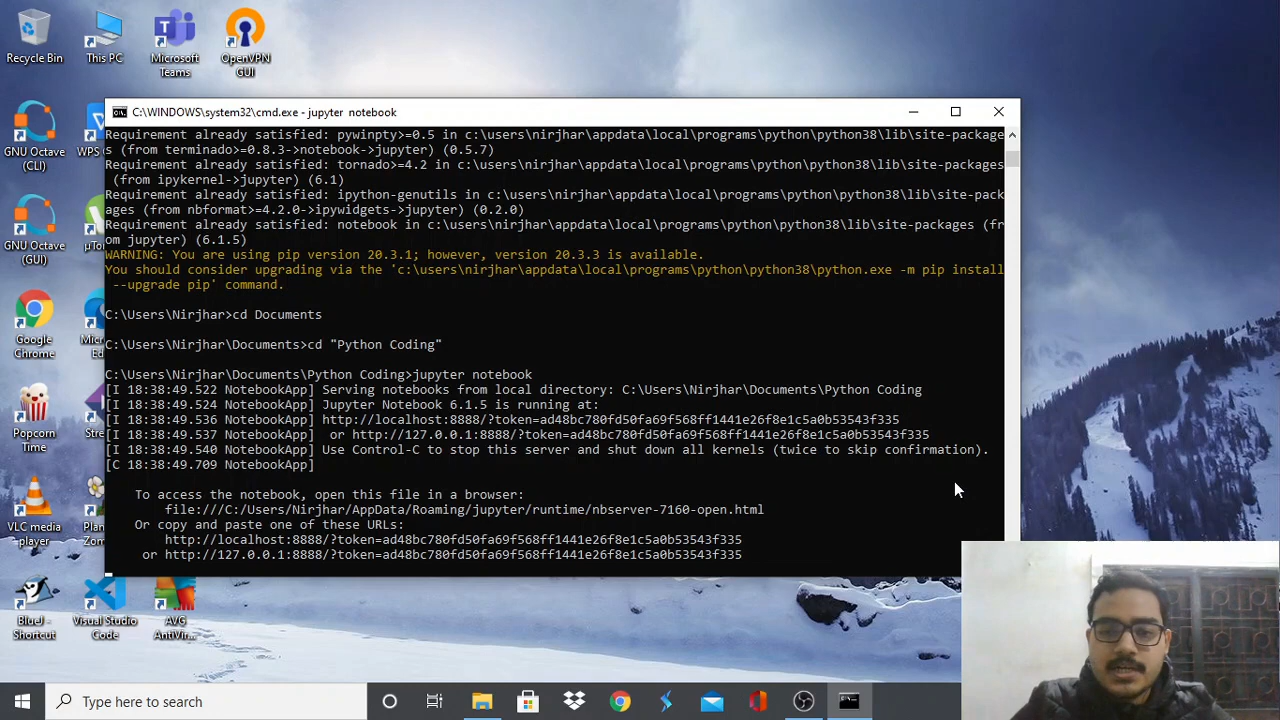 Recycle Bin
This PC
Microsoft
Teams
OpenVPN
GUI
C:\WINDOWS\system32\cmd.exe - jupyter notebook
Requirement already satisfied: pywinpty>=0.5 in c:\users\nirjhar\appdata\local\programs\python\python38\lib\site-package
s (from terminado>=0.8.3->notebook->jupyter) (0.5.7)
Requirement already satisfied: tornado>=4.2 in c:\users\nirjhar\appdata\local\programs\python\python38\lib\site-packages
(from ipykernel->jupyter) (6.1)
Requirement already satisfied: ipython-genutils in c:\users\nirjhar\appdata\local\programs\python\python38\lib\site-pack
ages (from nbformat>=4.2.0->ipywidgets->jupyter) (0.2.0)
Requirement already satisfied: notebook in c:\users\nirjhar\appdata\local\programs\python\python38\lib\site-packages (fr
om jupyter) (6.1.5)
WARNING: You are using pip version 20.3.1; however, version 20.3.3 is available.
You should consider upgrading via the 'c:\users\nirjhar\appdata\local\programs\python\python38\python.exe -m pip install
--upgrade pip' command.
C:\Users\Nirjhar>cd Documents
C:\Users\Nirjhar\Documents>cd "Python Coding"
C:\Users\Nirjhar\Documents\Python Coding>jupyter notebook
[I 18:38:49.522 NotebookApp] Serving notebooks from local directory: C:\Users\Nirjhar\Documents\Python Coding
[I 18:38:49.524 NotebookApp] Jupyter Notebook 6.1.5 is running at:
[I 18:38:49.536 NotebookApp] http://localhost:8888/?token=ad48bc780fd50fa69f568ff1441e26f8e1c5a0b53543f335
[I 18:38:49.537 NotebookApp]  or http://127.0.0.1:8888/?token=ad48bc780fd50fa69f568ff1441e26f8e1c5a0b53543f335
[I 18:38:49.540 NotebookApp] Use Control-C to stop this server and shut down all kernels (twice to skip confirmation).
[C 18:38:49.709 NotebookApp]
To access the notebook, open this file in a browser:
file:///C:/Users/Nirjhar/AppData/Roaming/jupyter/runtime/nbserver-7160-open.html
Or copy and paste one of these URLs:
http://localhost:8888/?token=ad48bc780fd50fa69f568ff1441e26f8e1c5a0b53543f335
or http://127.0.0.1:8888/?token=ad48bc780fd50fa69f568ff1441e26f8e1c5a0b53543f335
GNU Octave
(CLI)
WPS
GNU Octave
(GUI)
Google
Chrome
Popcorn
Time
VLC media
player
BlueJ -
Shortcut
Visual Studio
Code
AVG
AntiVir...
Type here to search